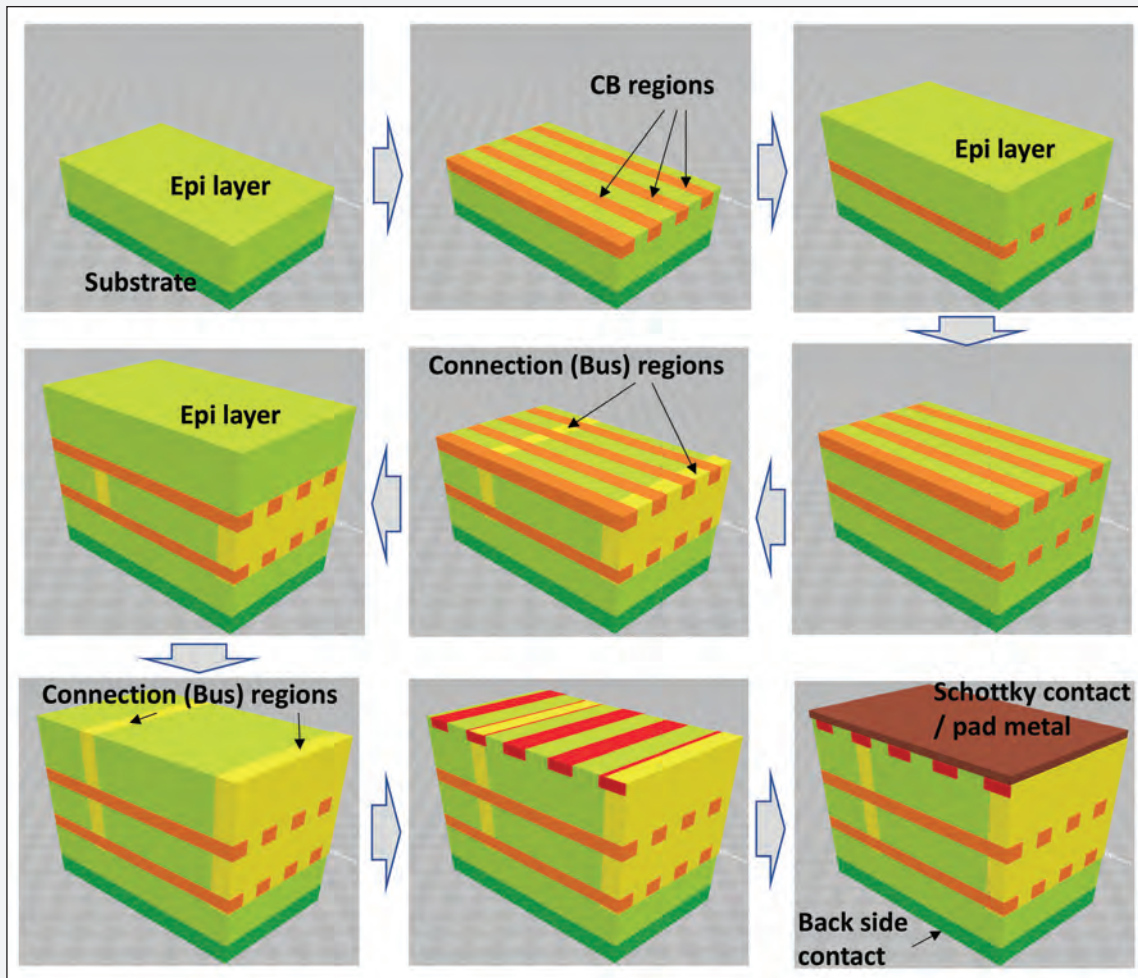 Epi layer
Substrate
CB regions
Epi layer
Epi layer
Connection (Bus) regions
Connection (Bus) regions
Schottky contact
/ pad metal
Back side
contact